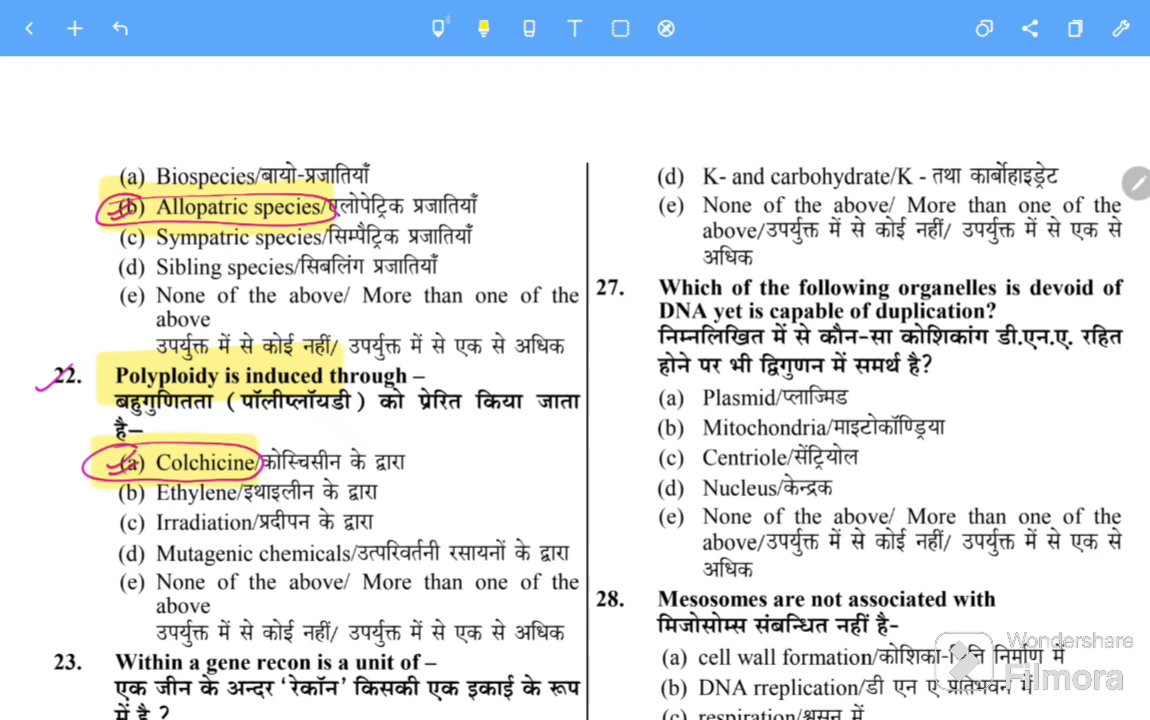 (a) Biospecies/बायो-प्रजातियाँ
(b) Allopatric species/एलोपेट्रिक प्रजातियाँ
(c) Sympatric species/सिम्पैट्रिक प्रजातियाँ
(d) Sibling species/सिबलिंग प्रजातियाँ
(e) None of the above/ More than one of the
above
उपर्युक्त में से कोई नहीं/ उपर्युक्त में से एक से अधिक
22. Polyploidy is induced through –
बहुगुणितता (पॉलीप्लॉयडी) को प्रेरित किया जाता
है–
(a) Colchicine/कोल्चिसीन के द्वारा
(b) Ethylene/इथाइलीन के द्वारा
(c) Irradiation/प्रदीपन के द्वारा
(d) Mutagenic chemicals/उत्परिवर्तनी रसायनों के द्वारा
(e) None of the above/ More than one of the
above
उपर्युक्त में से कोई नहीं/ उपर्युक्त में से एक से अधिक
23. Within a gene recon is a unit of –
एक जीन के अन्दर ‘रेकॉन’ किसकी एक इकाई के रूप
में है ?
(d) K- and carbohydrate/K - तथा कार्बोहाइड्रेट
(e) None of the above/ More than one of the
above/उपर्युक्त में से कोई नहीं/ उपर्युक्त में से एक से
अधिक
27. Which of the following organelles is devoid of
DNA yet is capable of duplication?
निम्नलिखित में से कौन-सा कोशिकांग डी.एन.ए. रहित
होने पर भी द्विगुणन में समर्थ है?
(a) Plasmid/प्लाज्मिड
(b) Mitochondria/माइटोकॉण्ड्रिया
(c) Centriole/सेंट्रियोल
(d) Nucleus/केन्द्रक
(e) None of the above/ More than one of the
above/उपर्युक्त में से कोई नहीं/ उपर्युक्त में से एक से
अधिक
28. Mesosomes are not associated with
मिजोसोम्स संबन्धित नहीं है-
(a) cell wall formation/कोशिका-भित्ति निर्माण में
(b) DNA rreplication/डी एन ए प्रतिभवन में
(c) respiration/श्वसन में
Wondershare
Filmora